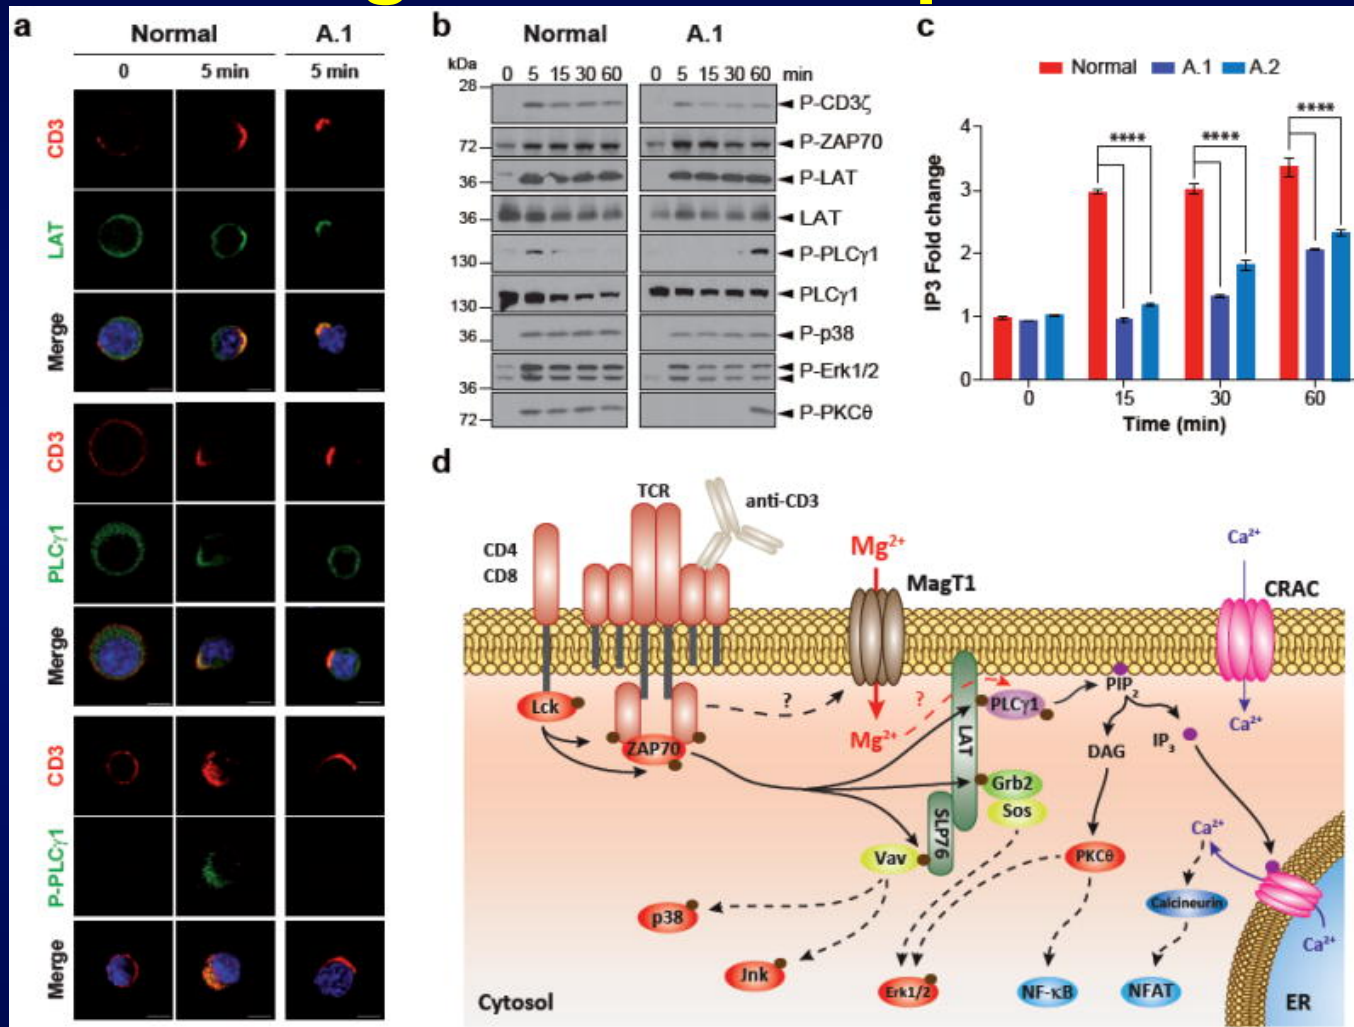 a
Normal
A.1
0
5 min
5 min
CD3
LAT
Merge
CD3
PLCγ1
Merge
CD3
P-PLCγ1
Merge
b
Normal
A.1
kDa
0 5 15 30 60
0 5 15 30 60 min
28
P-CD3ζ
72
P-ZAP70
36
P-LAT
36
LAT
130
P-PLCγ1
130
PLCγ1
36
P-p38
36
P-Erk1/2
72
P-PKCθ
c
Normal A.1 A.2
IP3 Fold change
4
3
2
1
0
****
****
****
0 15 30 60
Time (min)
d
TCR
anti-CD3
CD4
CD8
Mg²⁺
MagT1
Ca²⁺
CRAC
Lck
ZAP70
?
?
Mg²⁺
LAT
PLCγ1
PIP₂
Ca²⁺
DAG
IP₃
Grb2
Sos
SLP76
Vav
PKCθ
Ca²⁺
Calcineurin
Ca²⁺
p38
Jnk
Erk1/2
NF-κB
NFAT
Cytosol
ER